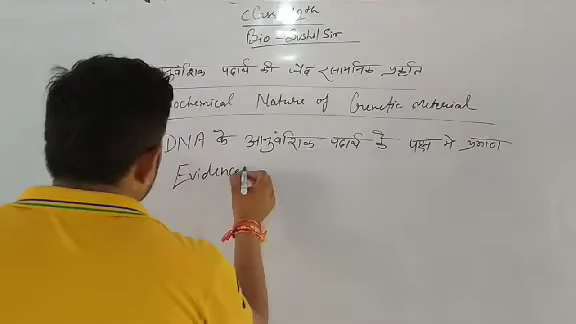 Class 12th
Bio - Sushil Sir
आनुवंशिक पदार्थ की जैव रसायनिक प्रकृति
Biochemical Nature of Genetic Material
DNA के आनुवंशिक पदार्थ के पक्ष में प्रमाण
Evidence